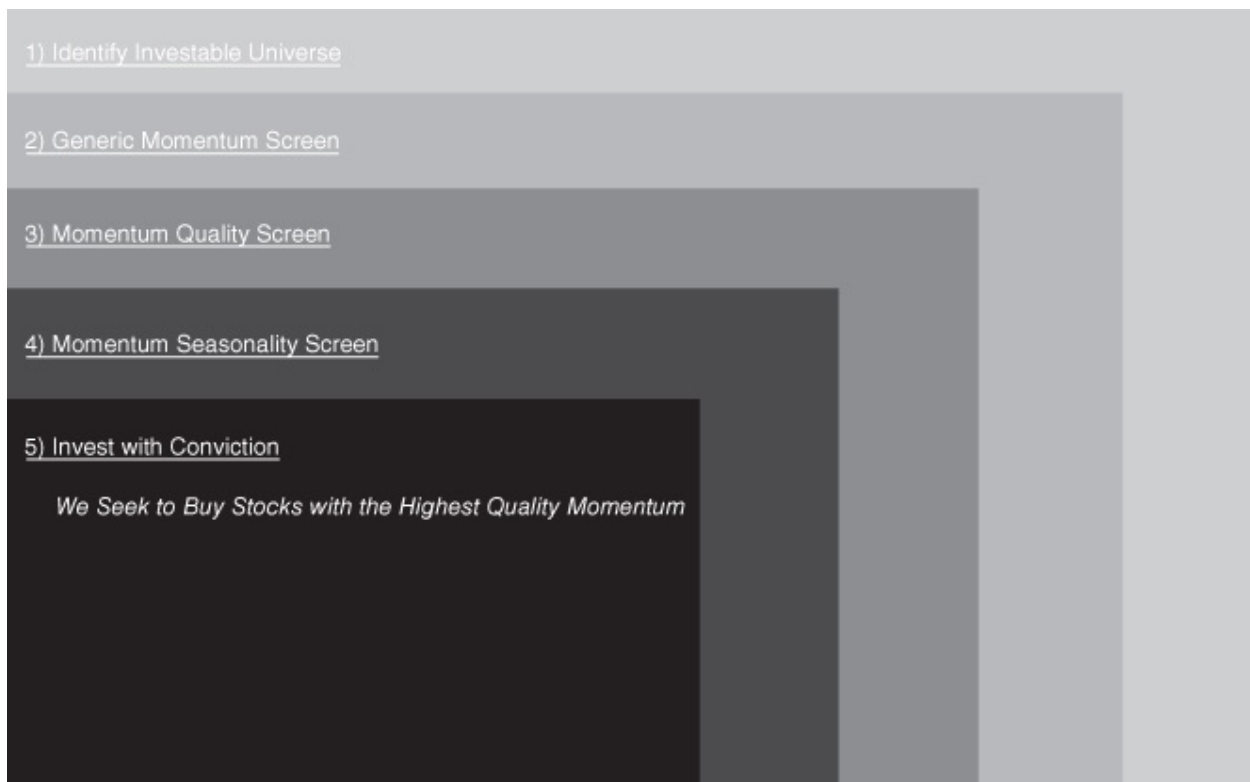 1) Identify Investable Universe
2) Generic Momentum Screen
3) Momentum Quality Screen
4) Momentum Seasonality Screen
5) Invest with Conviction
We Seek to Buy Stocks with the Highest Quality Momentum